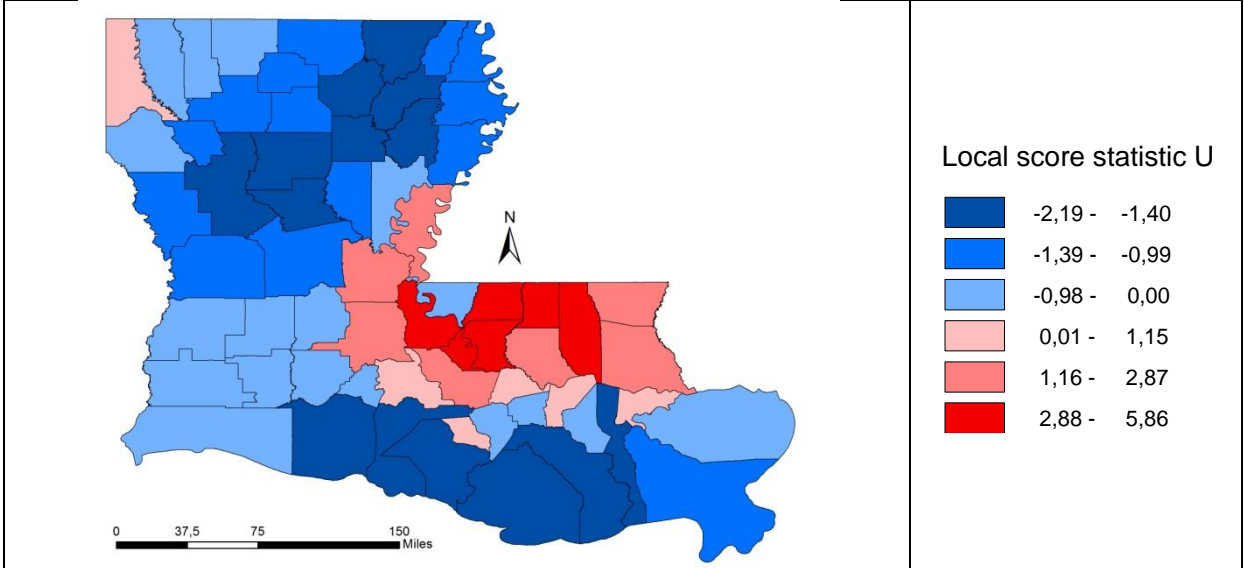 N
0 37,5 75 150
Miles
Local score statistic U
-2,19 - -1,40
-1,39 - -0,99
-0,98 - 0,00
0,01 - 1,15
1,16 - 2,87
2,88 - 5,86